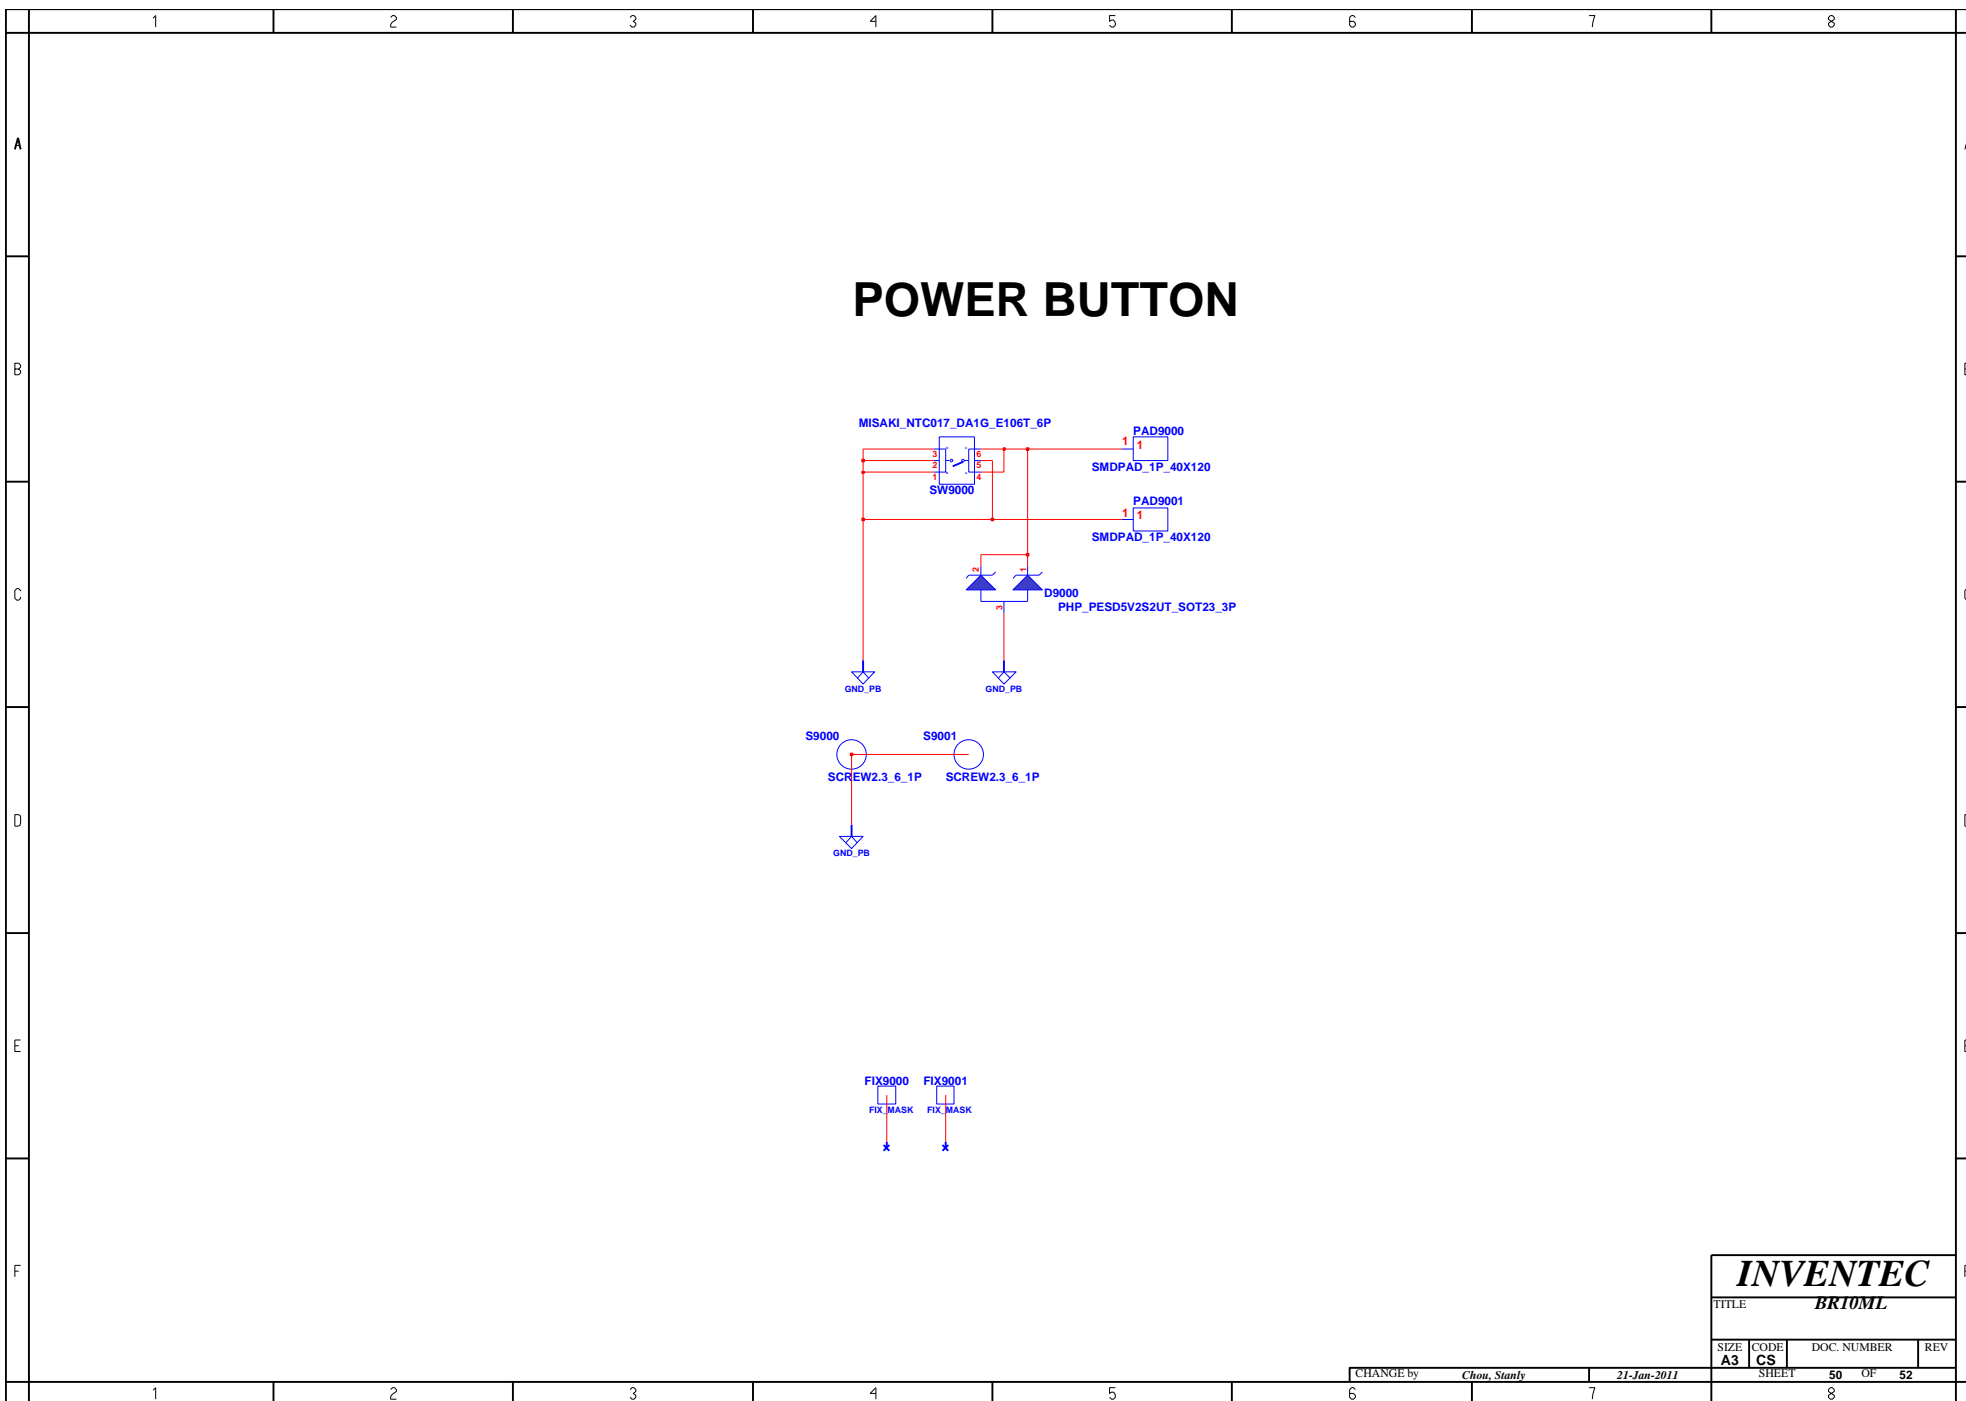 1 2 3 4 5 6 7 8
A
POWER BUTTON
B
MISAKI_NTC017_DA1G_E106T_6P
PAD9000
1 1
3 6
2 5
1 4
SMDPAD_1P_40X120
SW9000
PAD9001
1 1
SMDPAD_1P_40X120
2 1
C
D9000
3
PHP_PESD5V2S2UT_SOT23_3P
GND_PB GND_PB
S9000 S9001
SCREW2.3_6_1P SCREW2.3_6_1P
D
GND_PB
E
FIX9000 FIX9001
FIX_MASK FIX_MASK
F
INVENTEC
TITLE BR10ML
SIZE CODE DOC. NUMBER REV
A3 CS
CHANGE by Chou, Stanly 21-Jan-2011 SHEET 50 OF 52
1 2 3 4 5 6 7 8